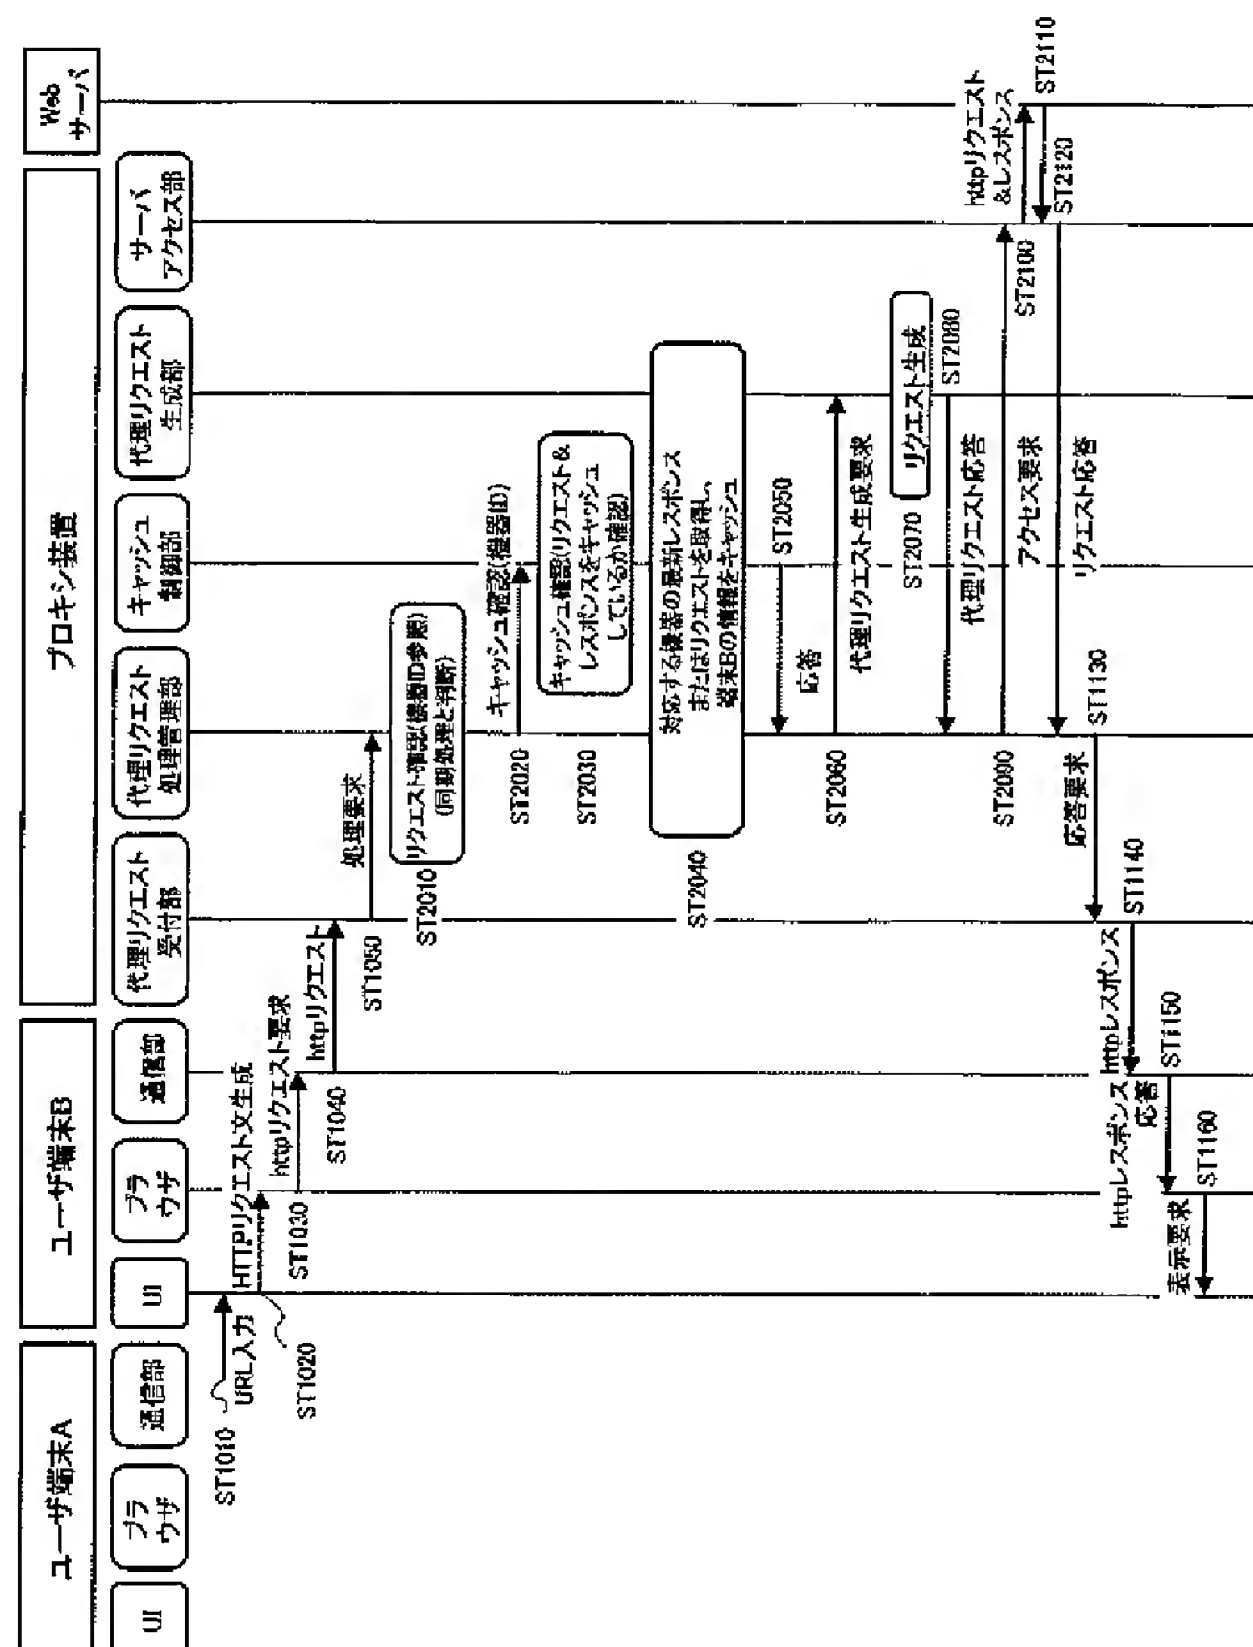 ユーザ端末A
ユーザ端末B
プロキシ装置
Web
サーバ
UI
ブラ
ウザ
通信部
UI
ブラ
ウザ
通信部
代理リクエスト
受付部
代理リクエスト
処理管理部
キャッシュ
制御部
代理リクエスト
生成部
サーバ
アクセス部
ST1010
URL入力
ST1020
HTTPリクエスト文生成
ST1030
httpリクエスト要求
ST1040
httpリクエスト
ST1050
処理要求
リクエスト確認(機器ID参照)
(同期処理と判断)
ST2010
キャッシュ確認(機器ID)
ST2020
キャッシュ確認(リクエスト&
レスポンスをキャッシュ
しているか確認)
ST2030
対応する機器の最新レスポンス
またはリクエストを取得し、
端末Bの情報をキャッシュ
ST2040
ST2050
応答
ST2060
代理リクエスト生成要求
リクエスト生成
ST2070
ST2080
代理リクエスト応答
ST2090
アクセス要求
ST2100
httpリクエスト
&レスポンス
ST2110
ST2120
リクエスト応答
ST1130
応答要求
ST1140
httpレスポンス
ST1150
httpレスポンス
応答
ST1160
表示要求